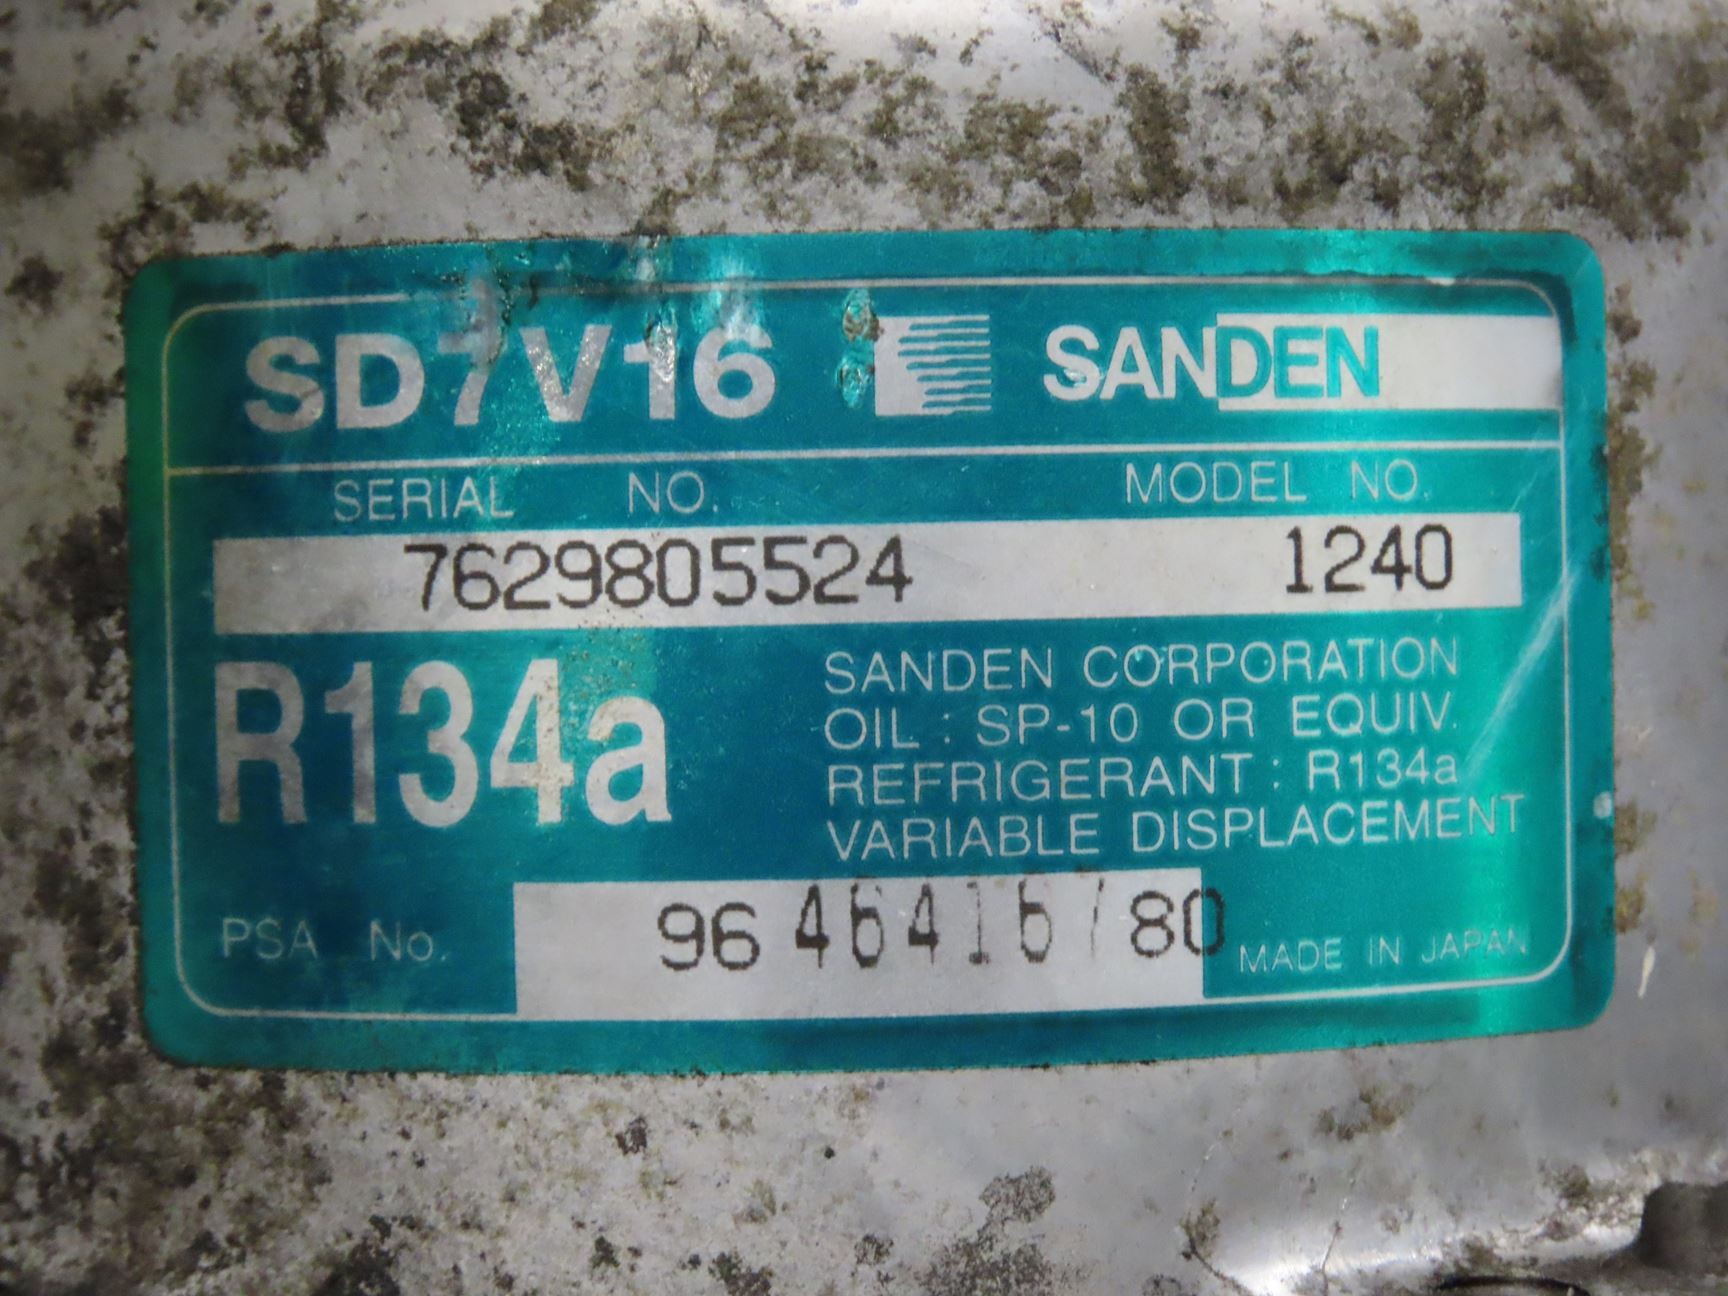 SD7V16 SANDEN
SERIAL NO. MODEL NO.
7629805524 1240
R134a
SANDEN CORPORATION
OIL : SP-10 OR EQUIV.
REFRIGERANT : R134a
VARIABLE DISPLACEMENT
PSA No. 96 46416780 MADE IN JAPAN